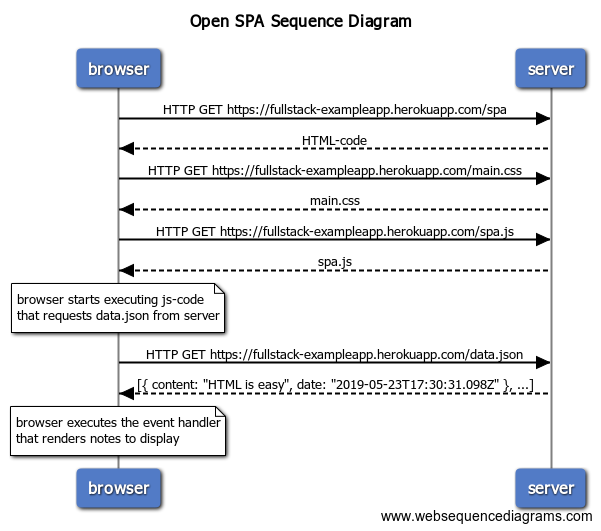 Open SPA Sequence Diagram
browser
server
HTTP GET https://fullstack-exampleapp.herokuapp.com/spa
HTML-code
HTTP GET https://fullstack-exampleapp.herokuapp.com/main.css
main.css
HTTP GET https://fullstack-exampleapp.herokuapp.com/spa.js
spa.js
browser starts executing js-code
that requests data.json from server
HTTP GET https://fullstack-exampleapp.herokuapp.com/data.json
[{ content: "HTML is easy", date: "2019-05-23T17:30:31.098Z" }, ...]
browser executes the event handler
that renders notes to display
browser
server
www.websequencediagrams.com